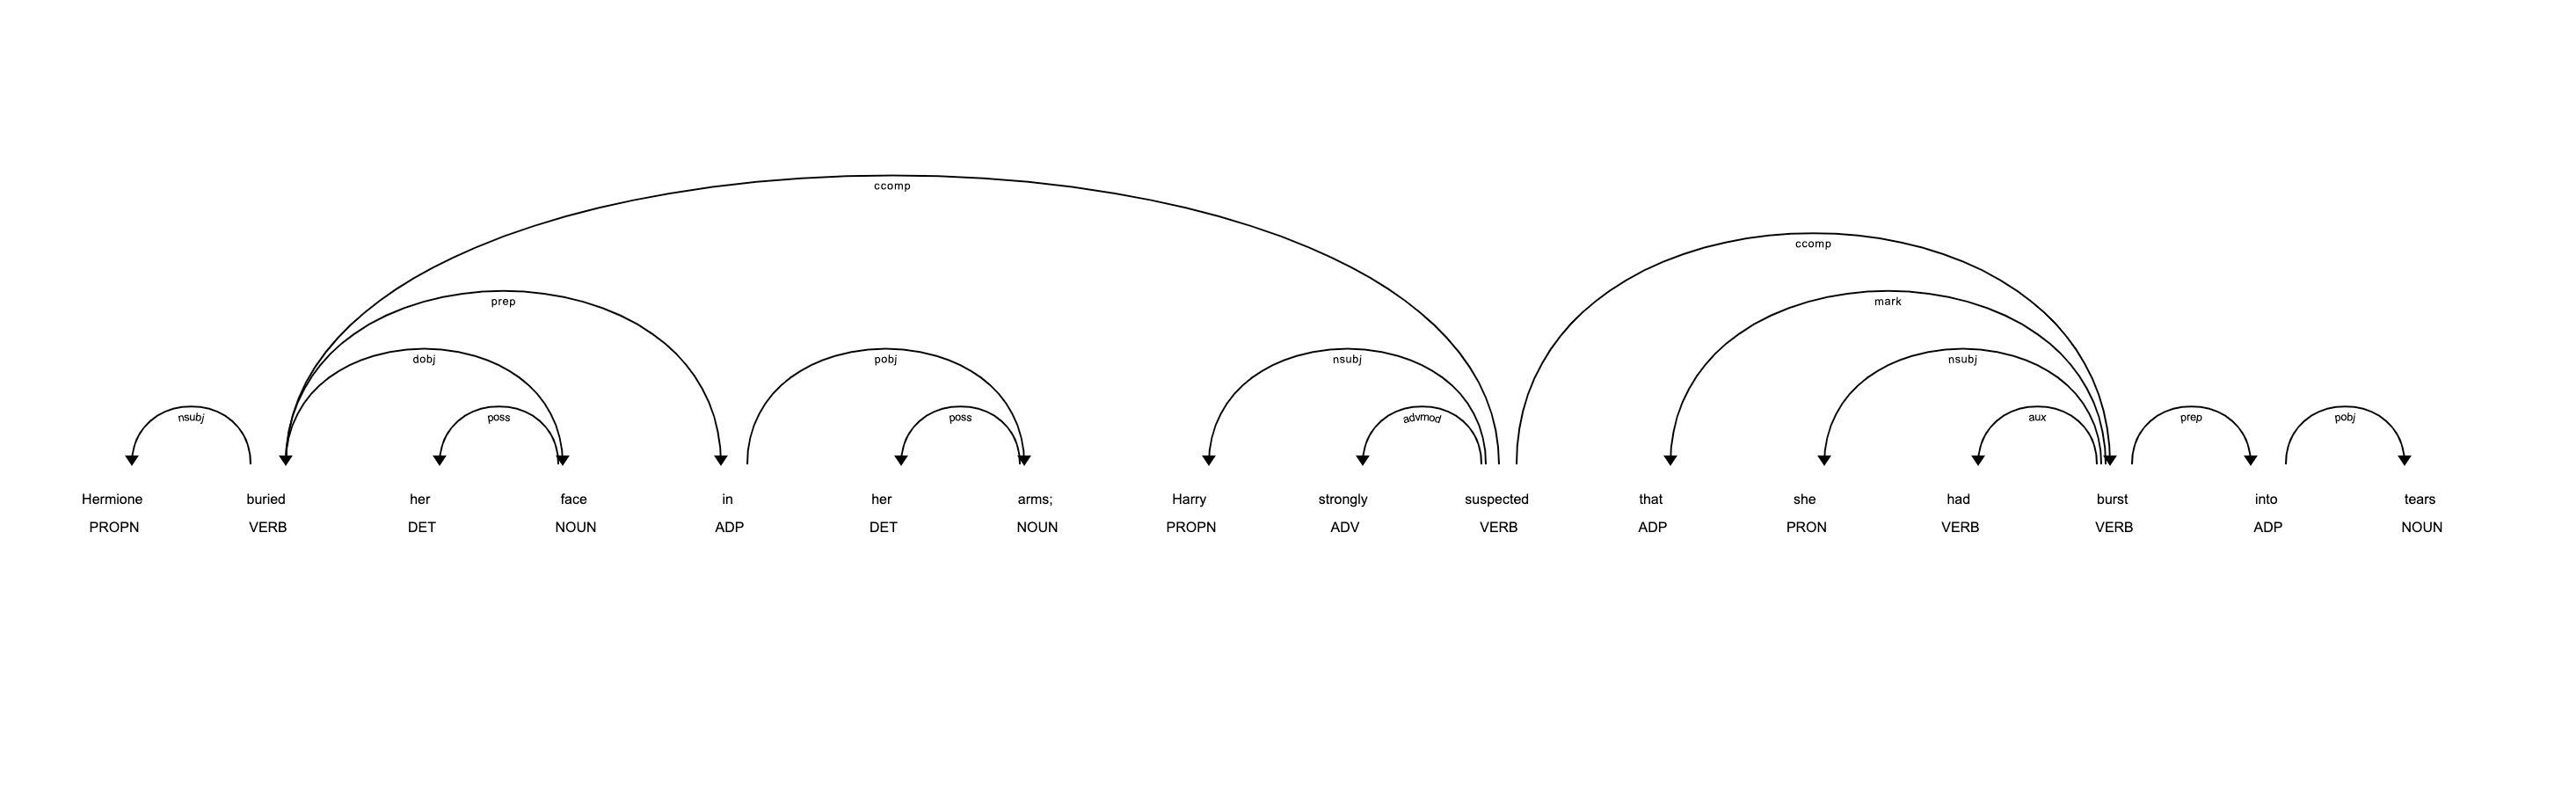 ccomp
ccomp
prep mark
dobj pobj nsubj nsubj
nsubj poss poss advmod aux prep pobj
Hermione buried her face in her arms; Harry strongly suspected that she had burst into tears
PROPN VERB DET NOUN ADP DET NOUN PROPN ADV VERB ADP PRON VERB VERB ADP NOUN